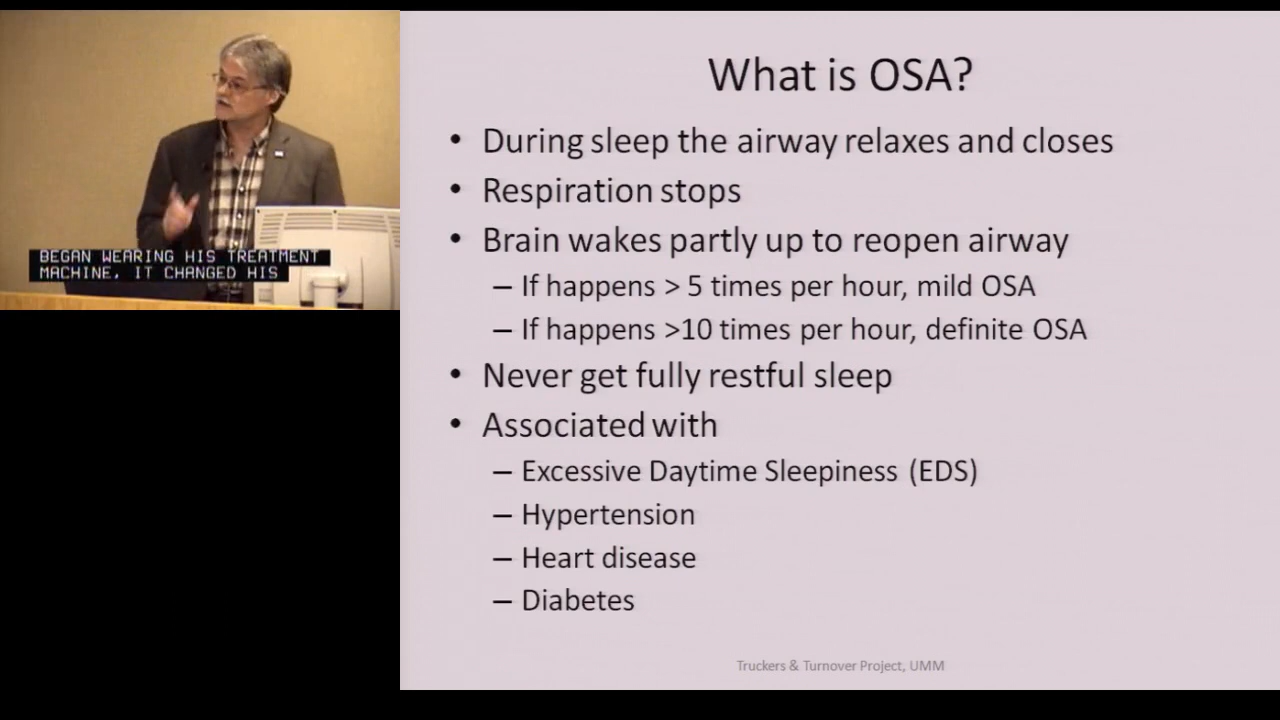 BEGAN WEARING HIS TREATMENT
MACHINE, IT CHANGED HIS
What is OSA?
• During sleep the airway relaxes and closes
• Respiration stops
• Brain wakes partly up to reopen airway
– If happens > 5 times per hour, mild OSA
– If happens >10 times per hour, definite OSA
• Never get fully restful sleep
• Associated with
– Excessive Daytime Sleepiness (EDS)
– Hypertension
– Heart disease
– Diabetes
Truckers & Turnover Project, UMM